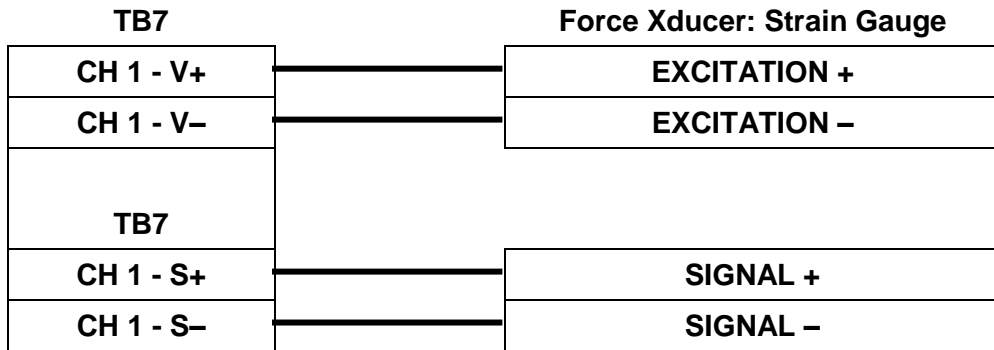 TB7 Force Xducer: Strain Gauge
CH 1 - V+ EXCITATION +
CH 1 - V– EXCITATION –
TB7
CH 1 - S+ SIGNAL +
CH 1 - S– SIGNAL –